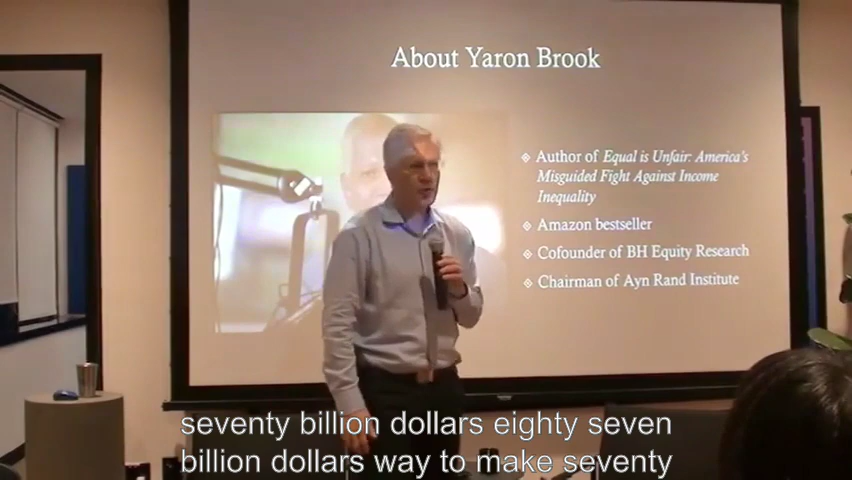 About Yaron Brook
Author of Equal is Unfair: America's
Misguided Fight Against Income
Inequality
Amazon bestseller
Cofounder of BH Equity Research
Chairman of Ayn Rand Institute
seventy billion dollars eighty seven
billion dollars way to make seventy